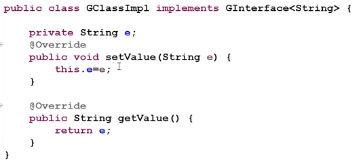 public class GClassImpl implements GInterface<String> {
private String e;
@Override
public void setValue(String e) {
this.e=e;
}
@Override
public String getValue() {
return e;
}
}